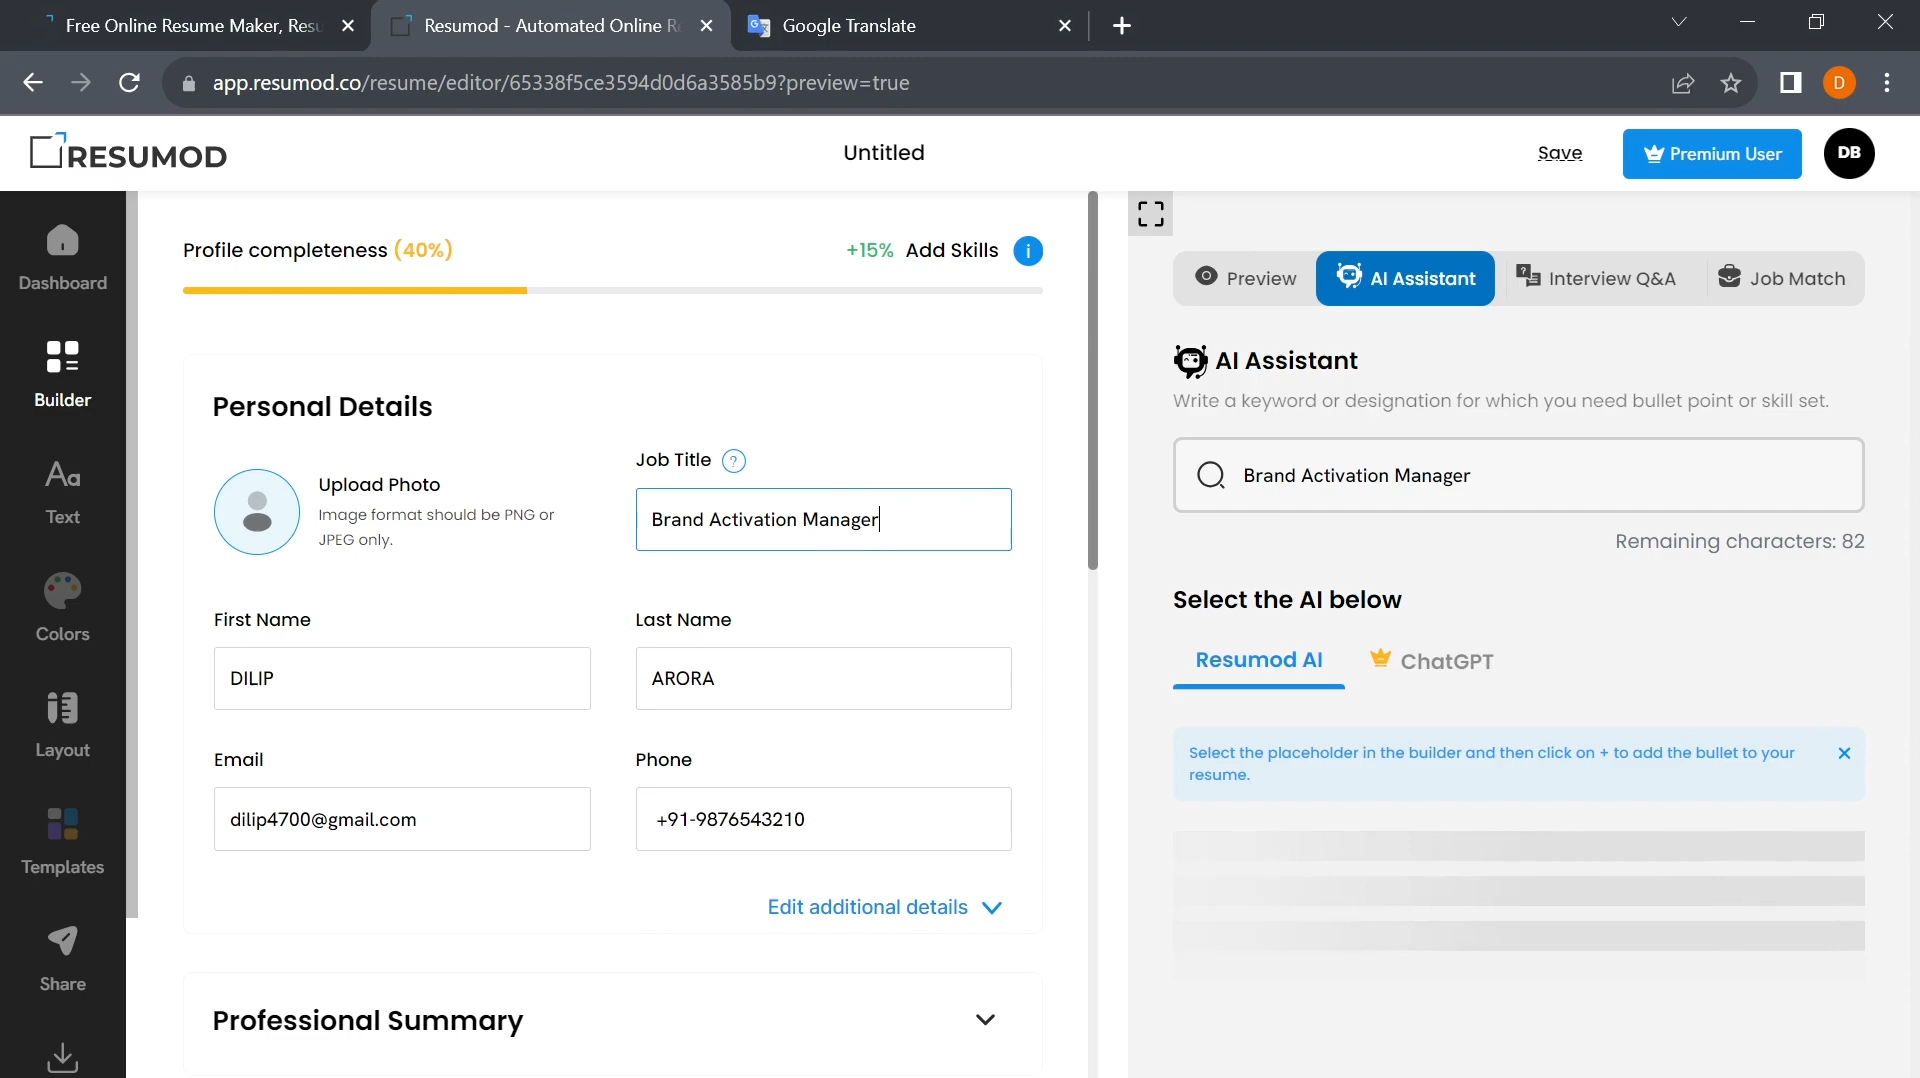 Free Online Resume Maker, Resu
Resumod - Automated Online Re
Google Translate
app.resumod.co/resume/editor/65338f5ce3594d0d6a3585b9?preview=true
D
RESUMOD
Untitled
Save
Premium User
DB
Dashboard
Builder
Aa
Text
Colors
Layout
Templates
Share
Profile completeness (40%)
+15% Add Skills i
Personal Details
Upload Photo
Image format should be PNG or
JPEG only.
Job Title ?
Brand Activation Manager
First Name
DILIP
Last Name
ARORA
Email
dilip4700@gmail.com
Phone
+91-9876543210
Edit additional details
Professional Summary
Preview
AI Assistant
Interview Q&A
Job Match
AI Assistant
Write a keyword or designation for which you need bullet point or skill set.
Brand Activation Manager
Remaining characters: 82
Select the AI below
Resumod AI
ChatGPT
Select the placeholder in the builder and then click on + to add the bullet to your
resume.